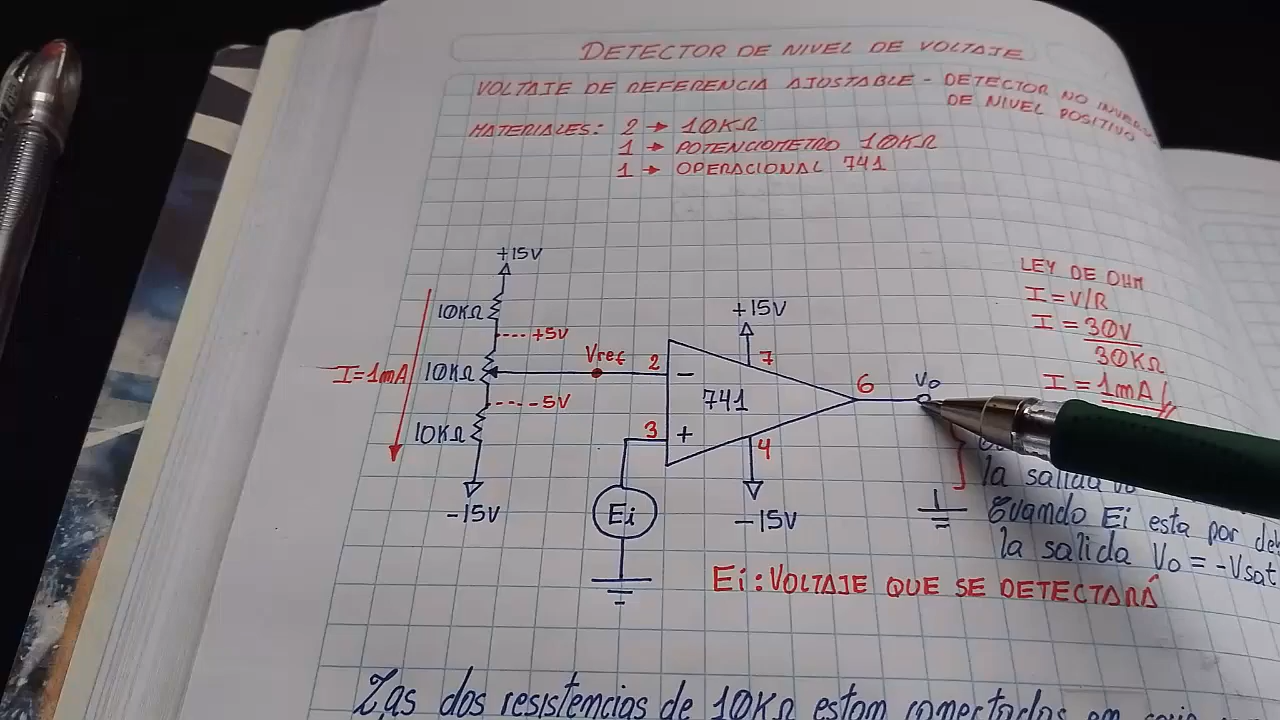 DETECTOR DE NIVEL DE VOLTAJE
VOLTAJE DE REFERENCIA AJUSTABLE - DETECTOR NO
DE NIVEL POSITIVO
MATERIALES: 2 → 10KΩ
1 → POTENCIOMETRO 10KΩ
1 → OPERACIONAL 741
+15V
10KΩ
+5V
I=1mA
10KΩ
Vref
-5V
10KΩ
-15V
2
-
741
3
+
+15V
7
4
-15V
6
Vo
Ei
LEY DE OHM
I = V/R
I = 30V
30KΩ
I = 1mA
la salida Vo
Cuando Ei esta por
la salida Vo = -Vsat
Ei: VOLTAJE QUE SE DETECTARÁ
Las dos resistencias de 10KΩ estan conectadas en